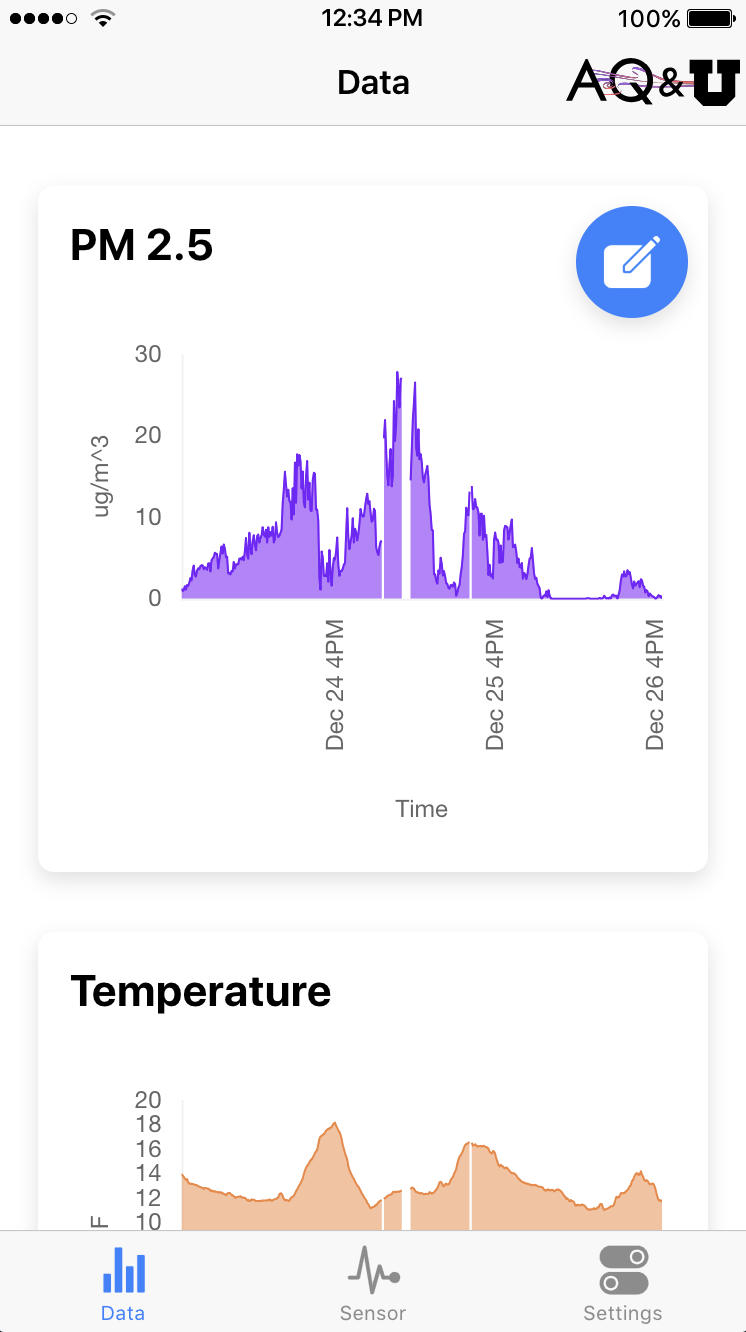 12:34 PM
100%
Data
AQ&U
PM 2.5
30
20
10
0
ug/m^3
Dec 24 4PM
Dec 25 4PM
Dec 26 4PM
Time
Temperature
20
18
16
14
12
10
F
Data
Sensor
Settings